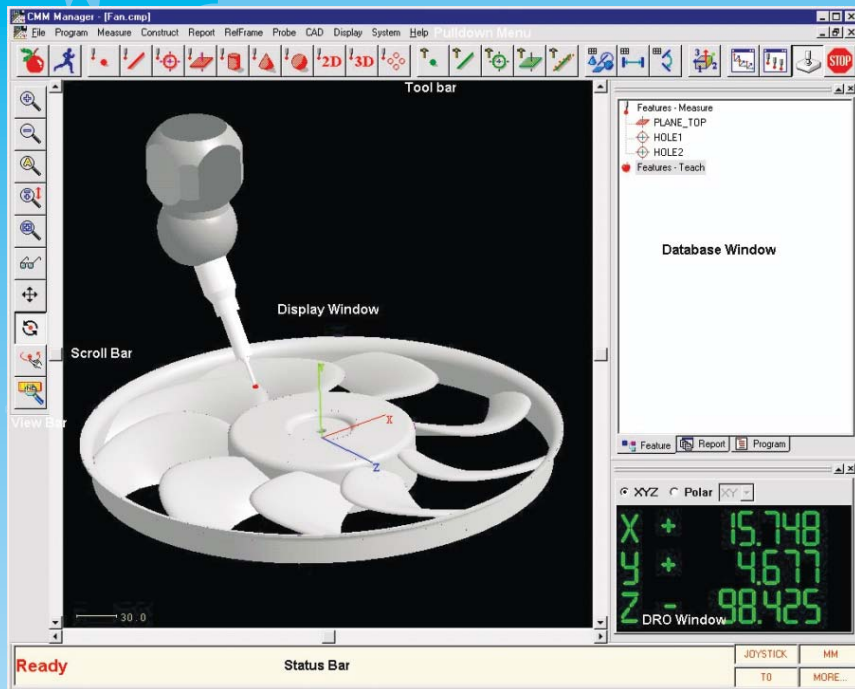 CMM Manager - [Fan.cmp]
File Program Measure Construct Report RefFrame Probe CAD Display System Help Pulldown Menu
2D 3D STOP
Tool bar
Features - Measure
PLANE_TOP
HOLE1
HOLE2
Features - Teach
Database Window
Display Window
Scroll Bar
View Bar
X
Z
Feature Report Program
XYZ Polar XY
X + 15.748
Y + 4.677
Z - 98.425
DRO Window
30.0
Ready
Status Bar
JOYSTICK MM
T0 MORE...